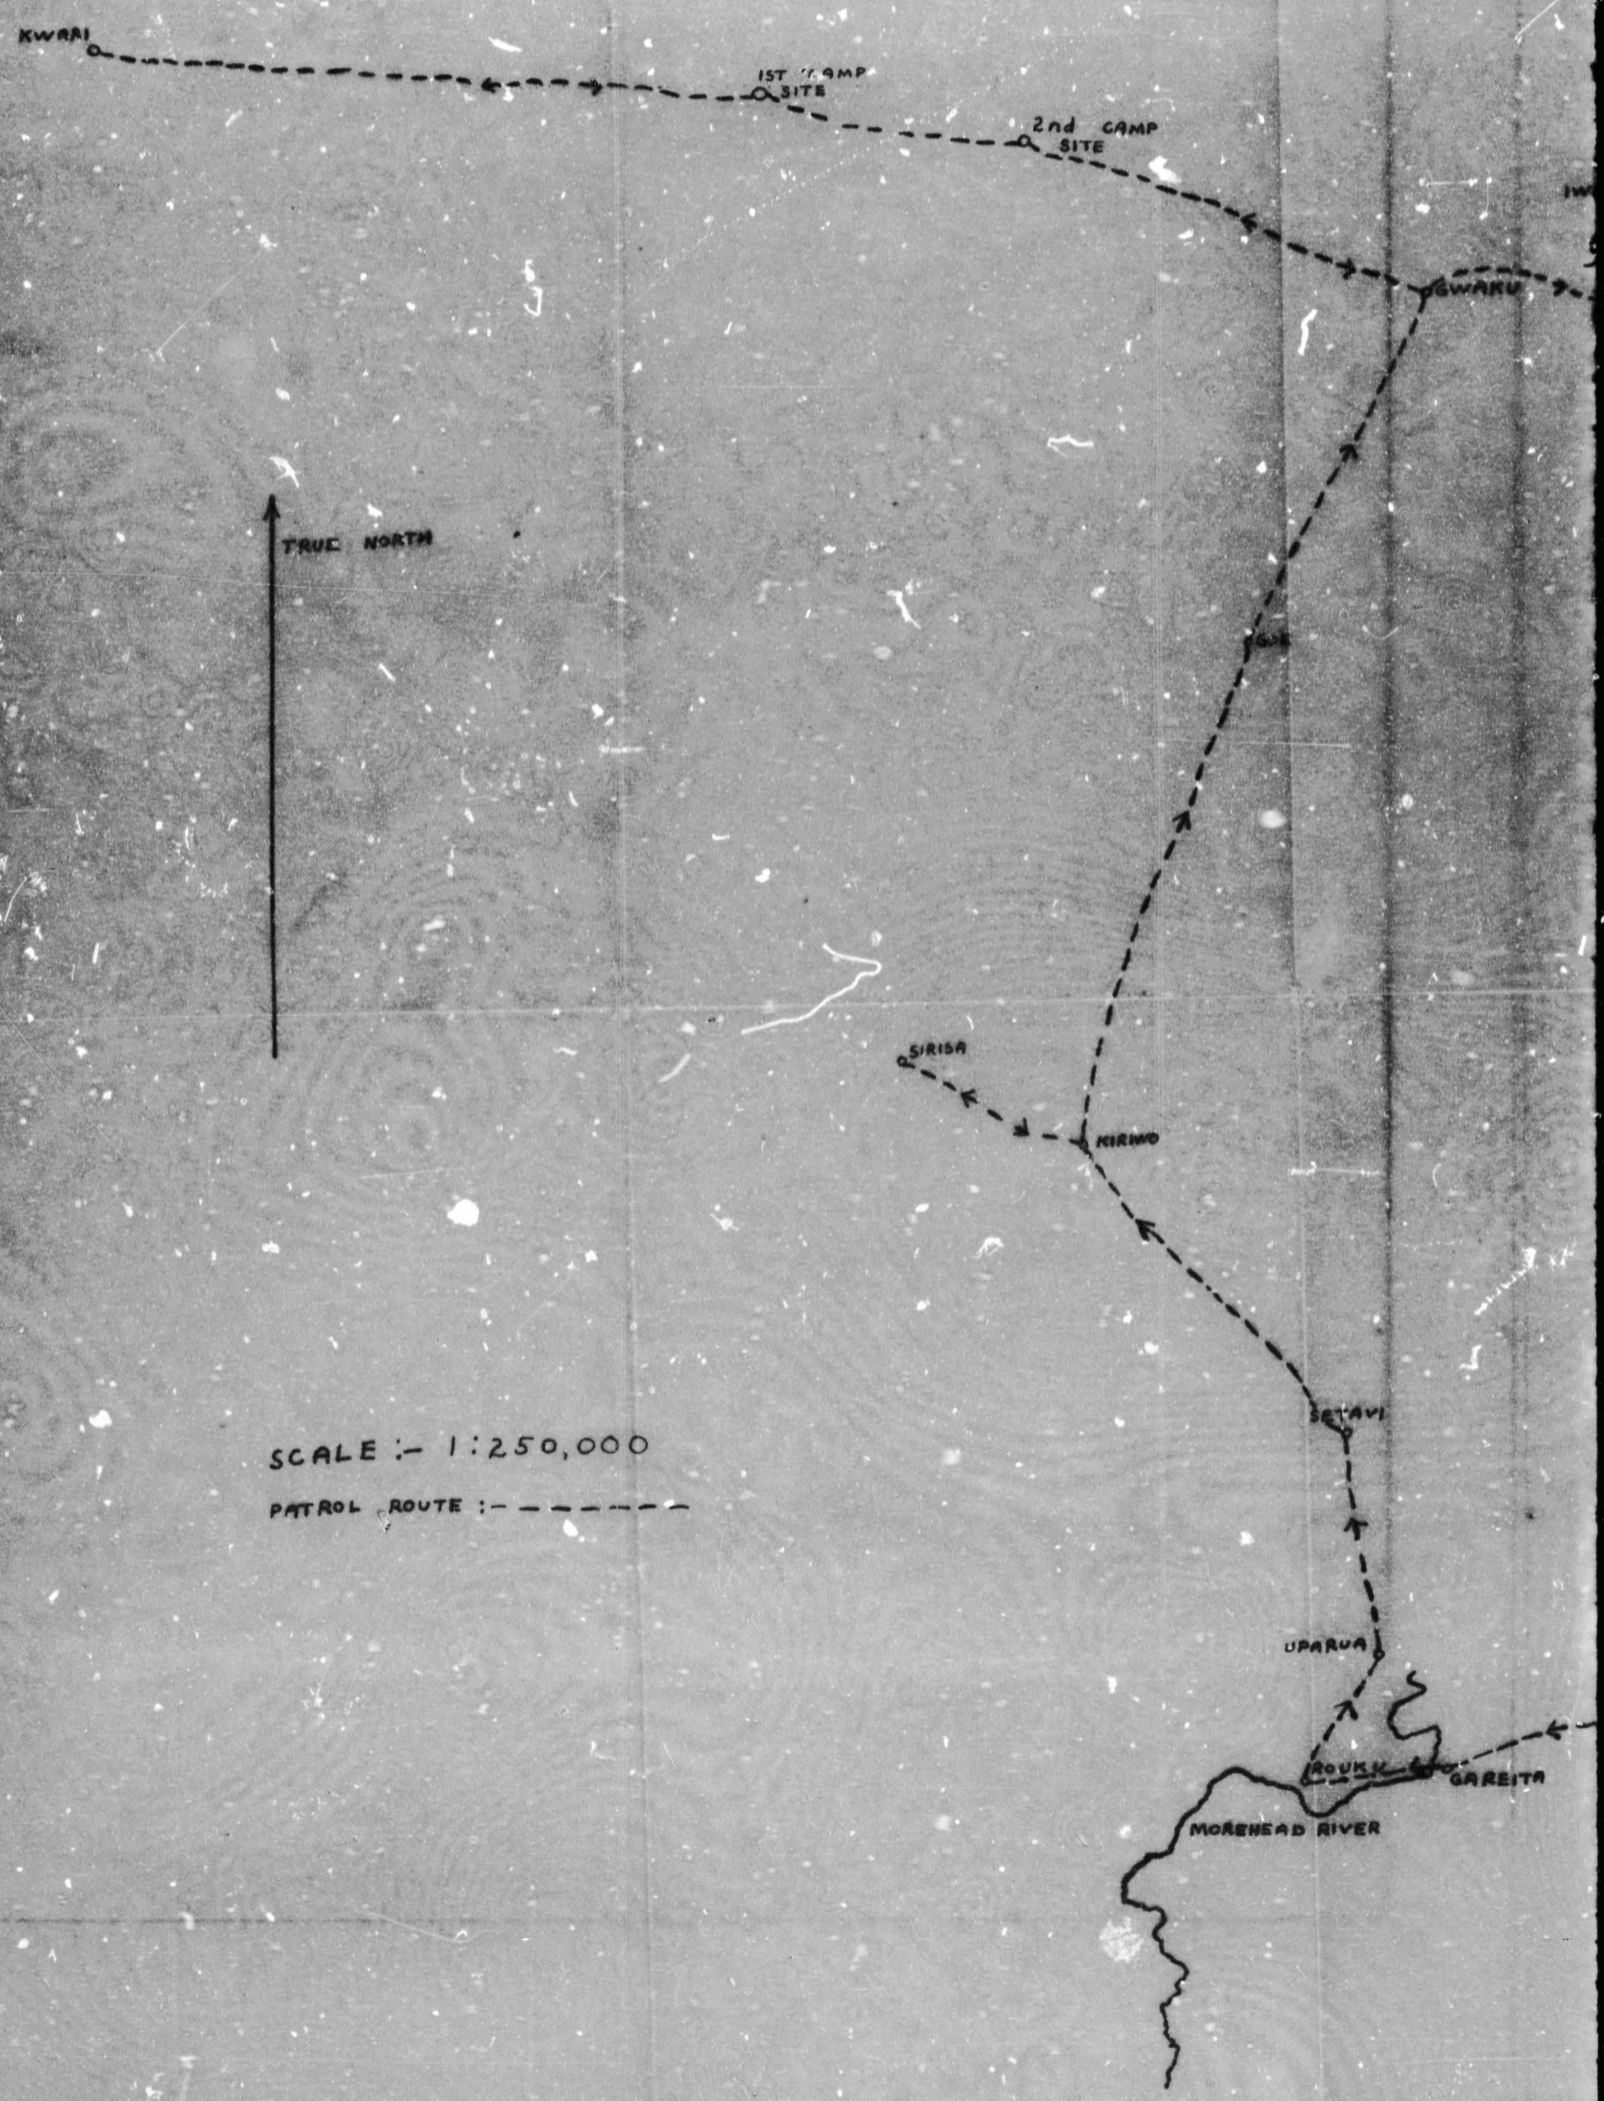 KWARI
1ST CAMP
SITE
2nd CAMP
SITE
GWAKU
TRUE NORTH
SIRISA
KIRIWO
SETAVI
SCALE :- 1:250,000
PATROL ROUTE :-
UPARUA
ROUKU
GAREITA
MOREHEAD RIVER